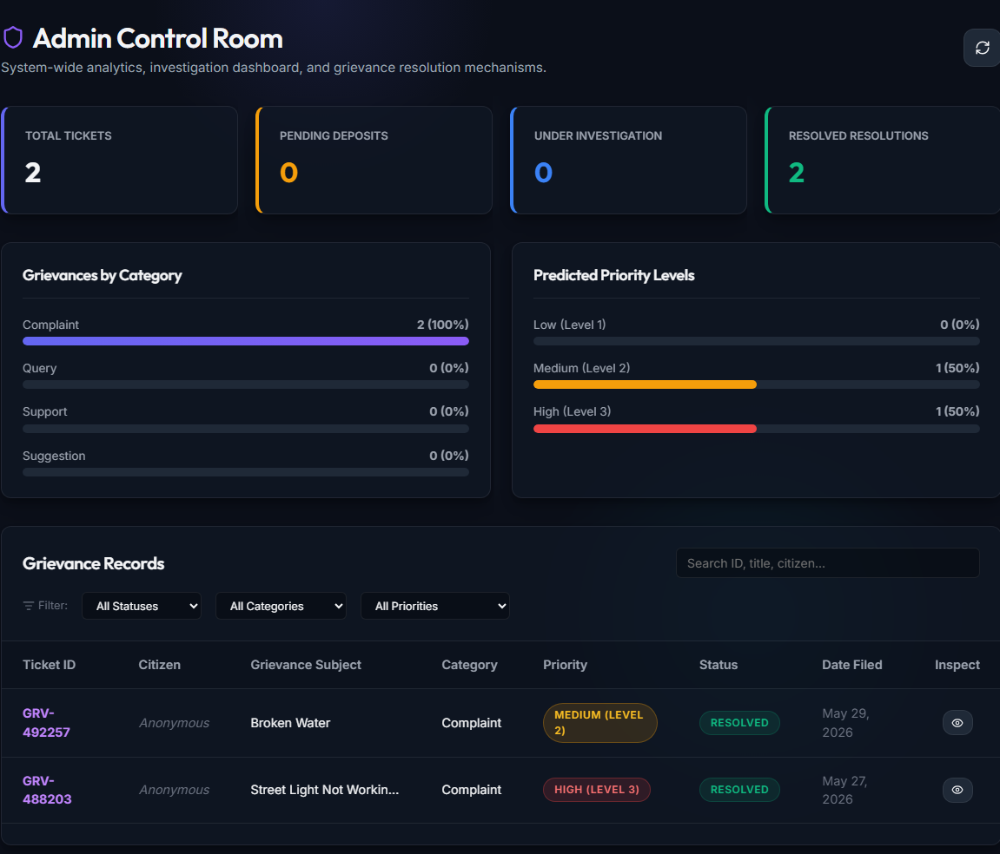 Admin Control Room
System-wide analytics, investigation dashboard, and grievance resolution mechanisms.
TOTAL TICKETS
2
PENDING DEPOSITS
0
UNDER INVESTIGATION
0
RESOLVED RESOLUTIONS
2
Grievances by Category
Complaint 2 (100%)
Query 0 (0%)
Support 0 (0%)
Suggestion 0 (0%)
Predicted Priority Levels
Low (Level 1) 0 (0%)
Medium (Level 2) 1 (50%)
High (Level 3) 1 (50%)
Grievance Records
Search ID, title, citizen...
Filter: All Statuses All Categories All Priorities
Ticket ID Citizen Grievance Subject Category Priority Status Date Filed Inspect
GRV-
492257
Anonymous
Broken Water
Complaint
MEDIUM (LEVEL
2)
RESOLVED
May 29,
2026
GRV-
488203
Anonymous
Street Light Not Workin...
Complaint
HIGH (LEVEL 3)
RESOLVED
May 27,
2026